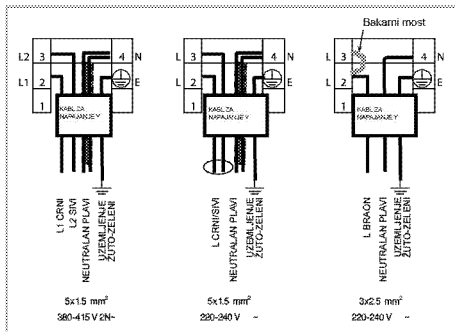 Bakarni most
L2 3 4 N
L1 2 E
1
KABL ZA
NAPAJANJE Y
L1 CRNI
L2 SIVI
NEUTRALAN PLAVI
UZEMLJENJE
ŽUTO-ZELENI
5x1.5 mm²
380-415 V 2N~
L 3 4 N
L 2 E
1
KABL ZA
NAPAJANJE Y
L CRNI/SIVI
NEUTRALAN PLAVI
UZEMLJENJE
ŽUTO-ZELENI
5x1.5 mm²
220-240 V ~
L 3 4 N
L 2 E
1
KABL ZA
NAPAJANJE Y
L BRAON
NEUTRALAN PLAVI
UZEMLJENJE
ŽUTO-ZELENI
3x2.5 mm²
220-240 V ~